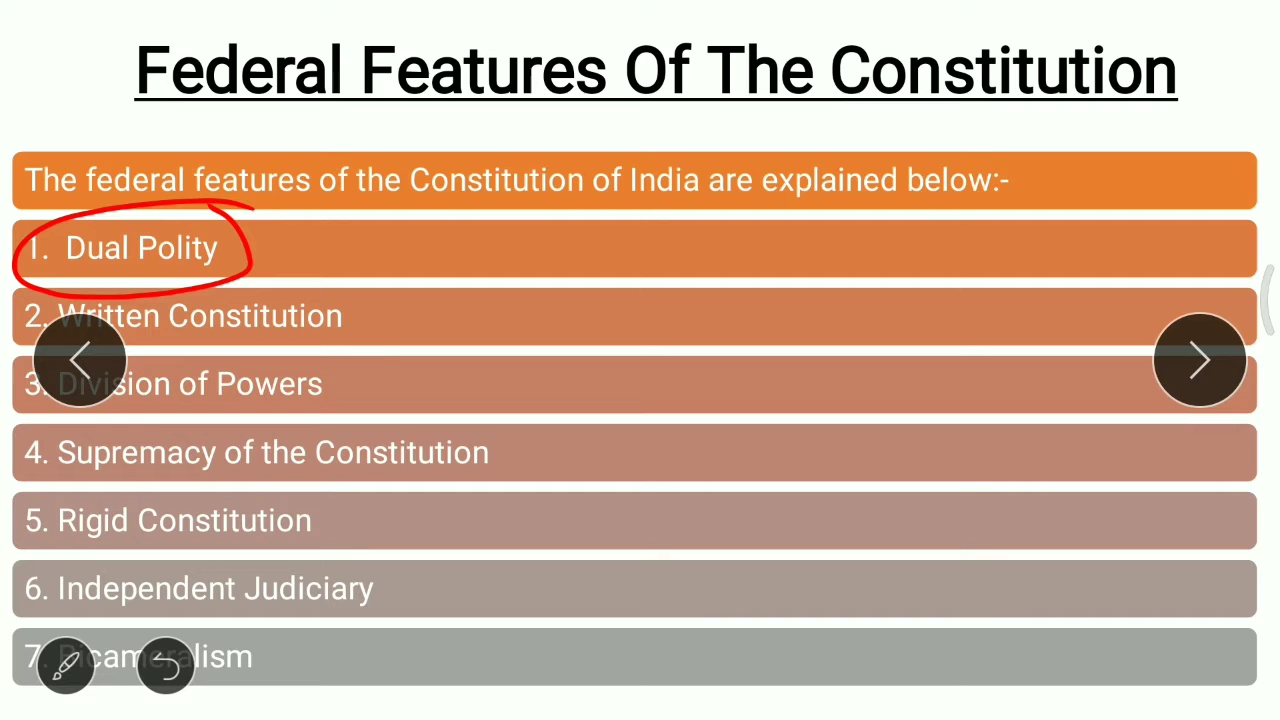 Federal Features Of The Constitution
The federal features of the Constitution of India are explained below:-
1. Dual Polity
2. Written Constitution
3. Division of Powers
4. Supremacy of the Constitution
5. Rigid Constitution
6. Independent Judiciary
7. Bicameralism